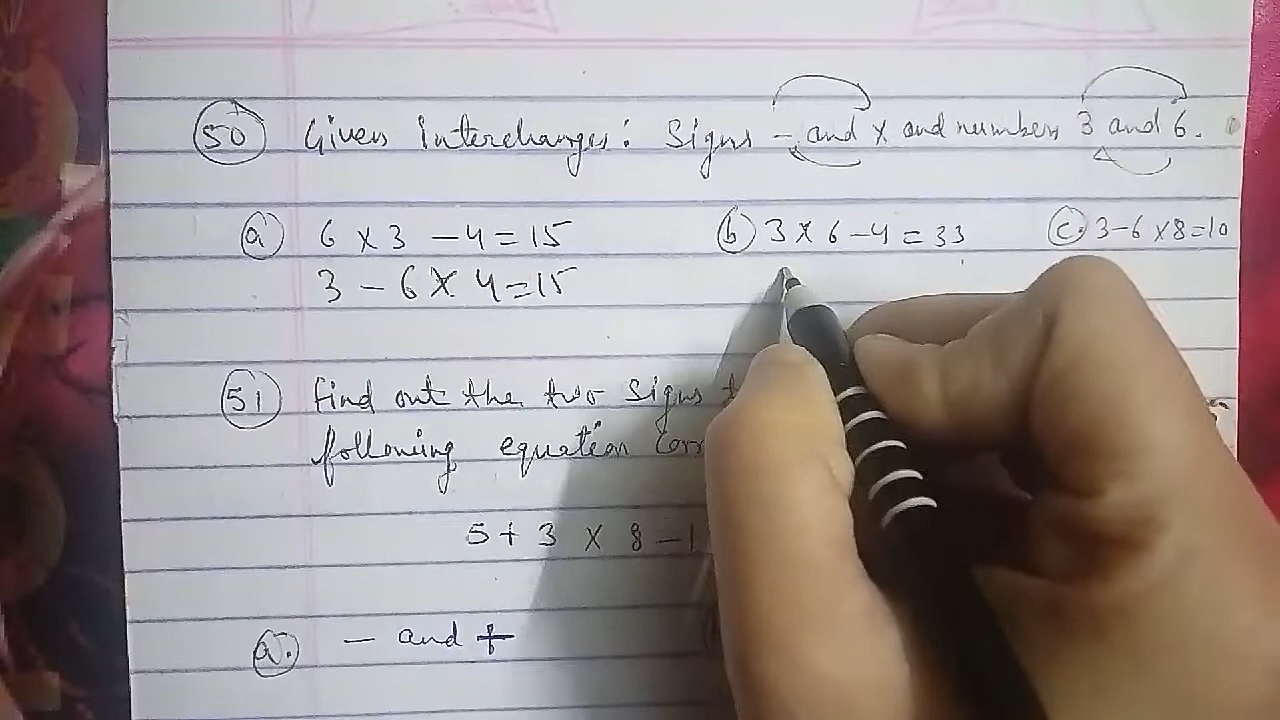 50 Given Interchanges: Signs - and × and numbers 3 and 6.
a 6 × 3 - 4 = 15 b 3 × 6 - 4 = 33 c. 3 - 6 × 8 = 10
3 - 6 × 4 = 15
51 Find out the two signs
following equation
5 + 3 × 8 - 1
a. - and +